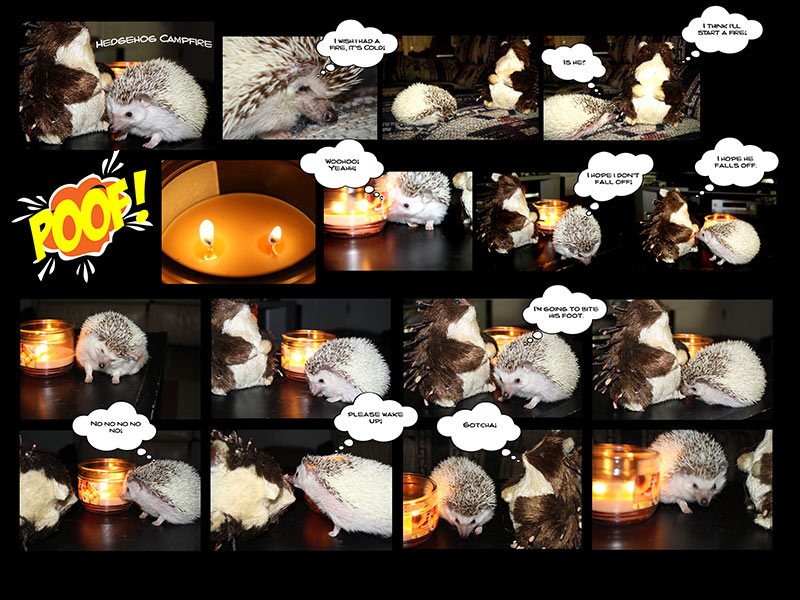 Hedgehog Campfire
I wish I had a
fire, it's cold!
Is he?
I think I'll
start a fire!
POOF!
Woohoo!
Yeahh!
I hope I don't
fall off!
I hope he
falls off.
I'm going to bite
his foot.
No no no no
no!
Please wake
up!
Gotcha!